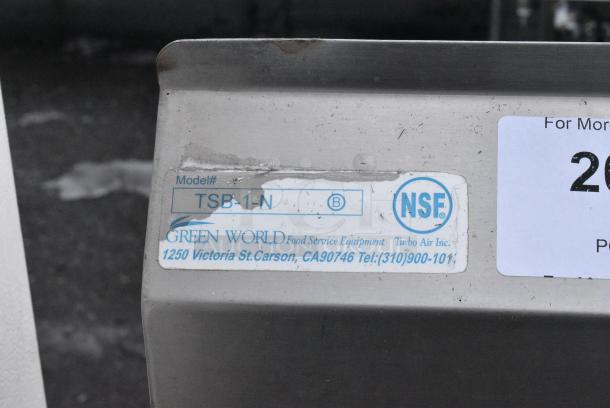 Model#
TSB-1-N B
NSF®
GREEN WORLD Food Service Equipment Turbo Air Inc.
1250 Victoria St.Carson, CA90746 Tel:(310)900-101
For Mor
20